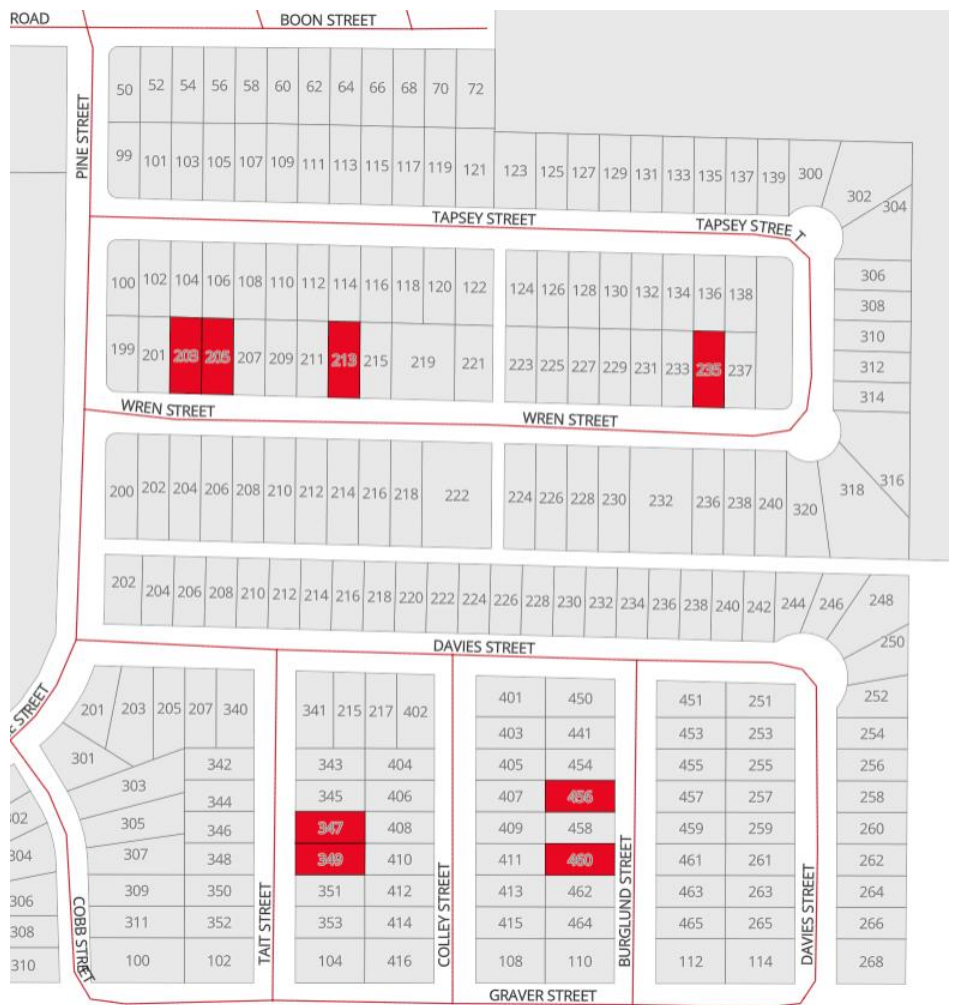 ROAD
BOON STREET
50 52 54 56 58 60 62 64 66 68 70 72
PINE STREET
99 101 103 105 107 109 111 113 115 117 119 121 123 125 127 129 131 133 135 137 139 300
302 304
TAPSEY STREET
TAPSEY STREET
100 102 104 106 108 110 112 114 116 118 120 122 124 126 128 130 132 134 136 138
306
308
310
312
314
199 201 203 205 207 209 211 213 215 219 221 223 225 227 229 231 233 235 237
WREN STREET
WREN STREET
200 202 204 206 208 210 212 214 216 218 222 224 226 228 230 232 236 238 240 320 318 316
202 204 206 208 210 212 214 216 218 220 222 224 226 228 230 232 234 236 238 240 242 244 246 248
250
DAVIES STREET
252
201 203 205 207 340
341 215 217 402
401 450
451 251
E STREET
403 441
453 253
254
301
342
343 404
405 454
455 255
256
303
344
345 406
407 456
457 257
258
302
305
346
347 408
409 458
459 259
260
304
307
348
349 410
411 460
461 261
262
306
309 350
351 412
413 462
463 263
264
308
311 352
353 414
415 464
465 265
266
310
100 102
104 416
108 110
112 114
268
COBB STREET
TAIT STREET
COLLEY STREET
BURGLUND STREET
DAVIES STREET
GRAVER STREET